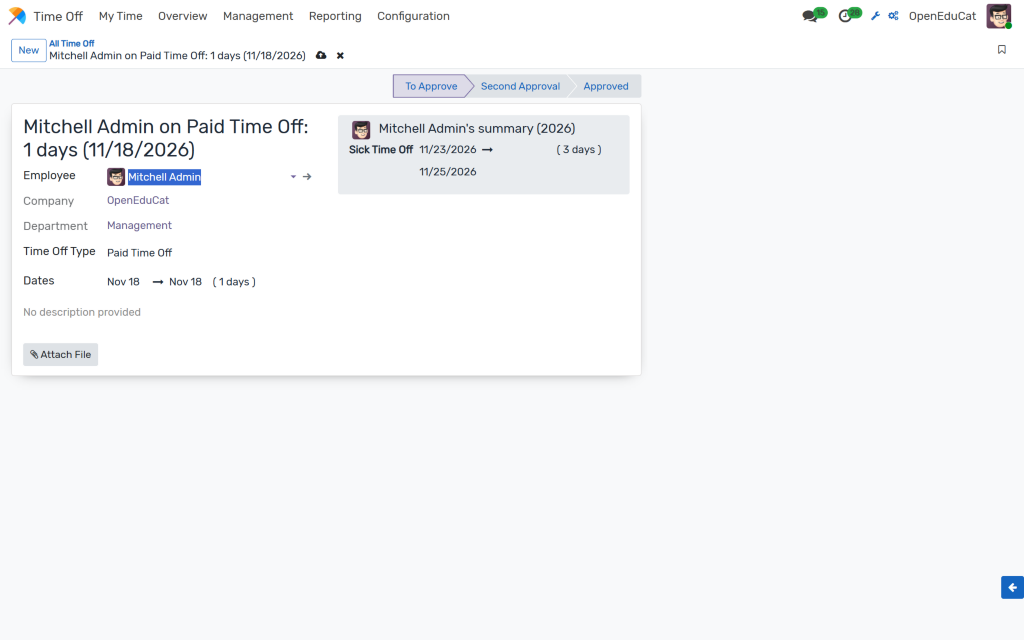 Time Off My Time Overview Management Reporting Configuration 15 28 OpenEduCat
New All Time Off
Mitchell Admin on Paid Time Off: 1 days (11/18/2026)
To Approve Second Approval Approved
Mitchell Admin on Paid Time Off:
1 days (11/18/2026)
Employee Mitchell Admin
Company OpenEduCat
Department Management
Time Off Type Paid Time Off
Dates Nov 18 → Nov 18 ( 1 days )
No description provided
Attach File
Mitchell Admin's summary (2026)
Sick Time Off 11/23/2026 → ( 3 days )
11/25/2026